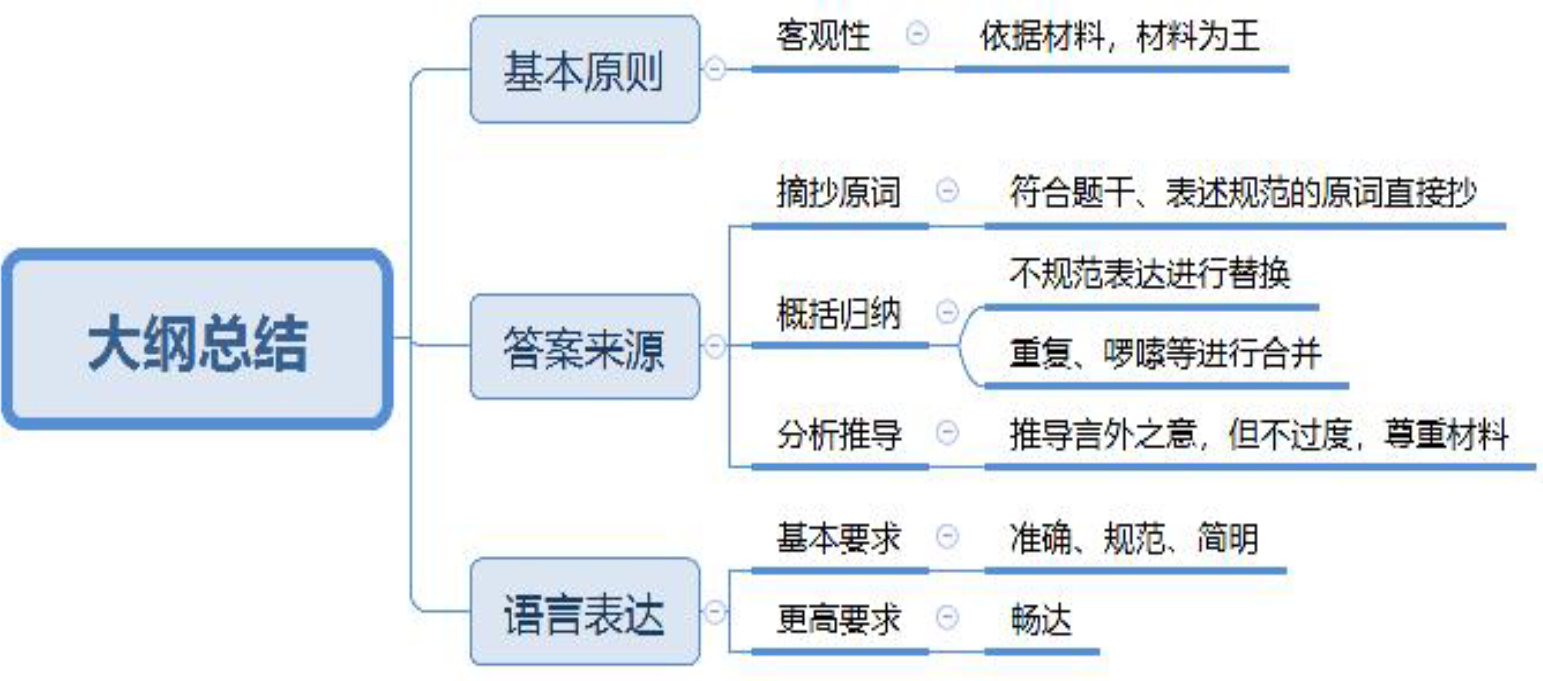 大纲总结
基本原则
客观性
依据材料，材料为王
答案来源
摘抄原词
符合题干、表述规范的原词直接抄
概括归纳
不规范表达进行替换
重复、啰嗦等进行合并
分析推导
推导言外之意，但不过度，尊重材料
语言表达
基本要求
准确、规范、简明
更高要求
畅达